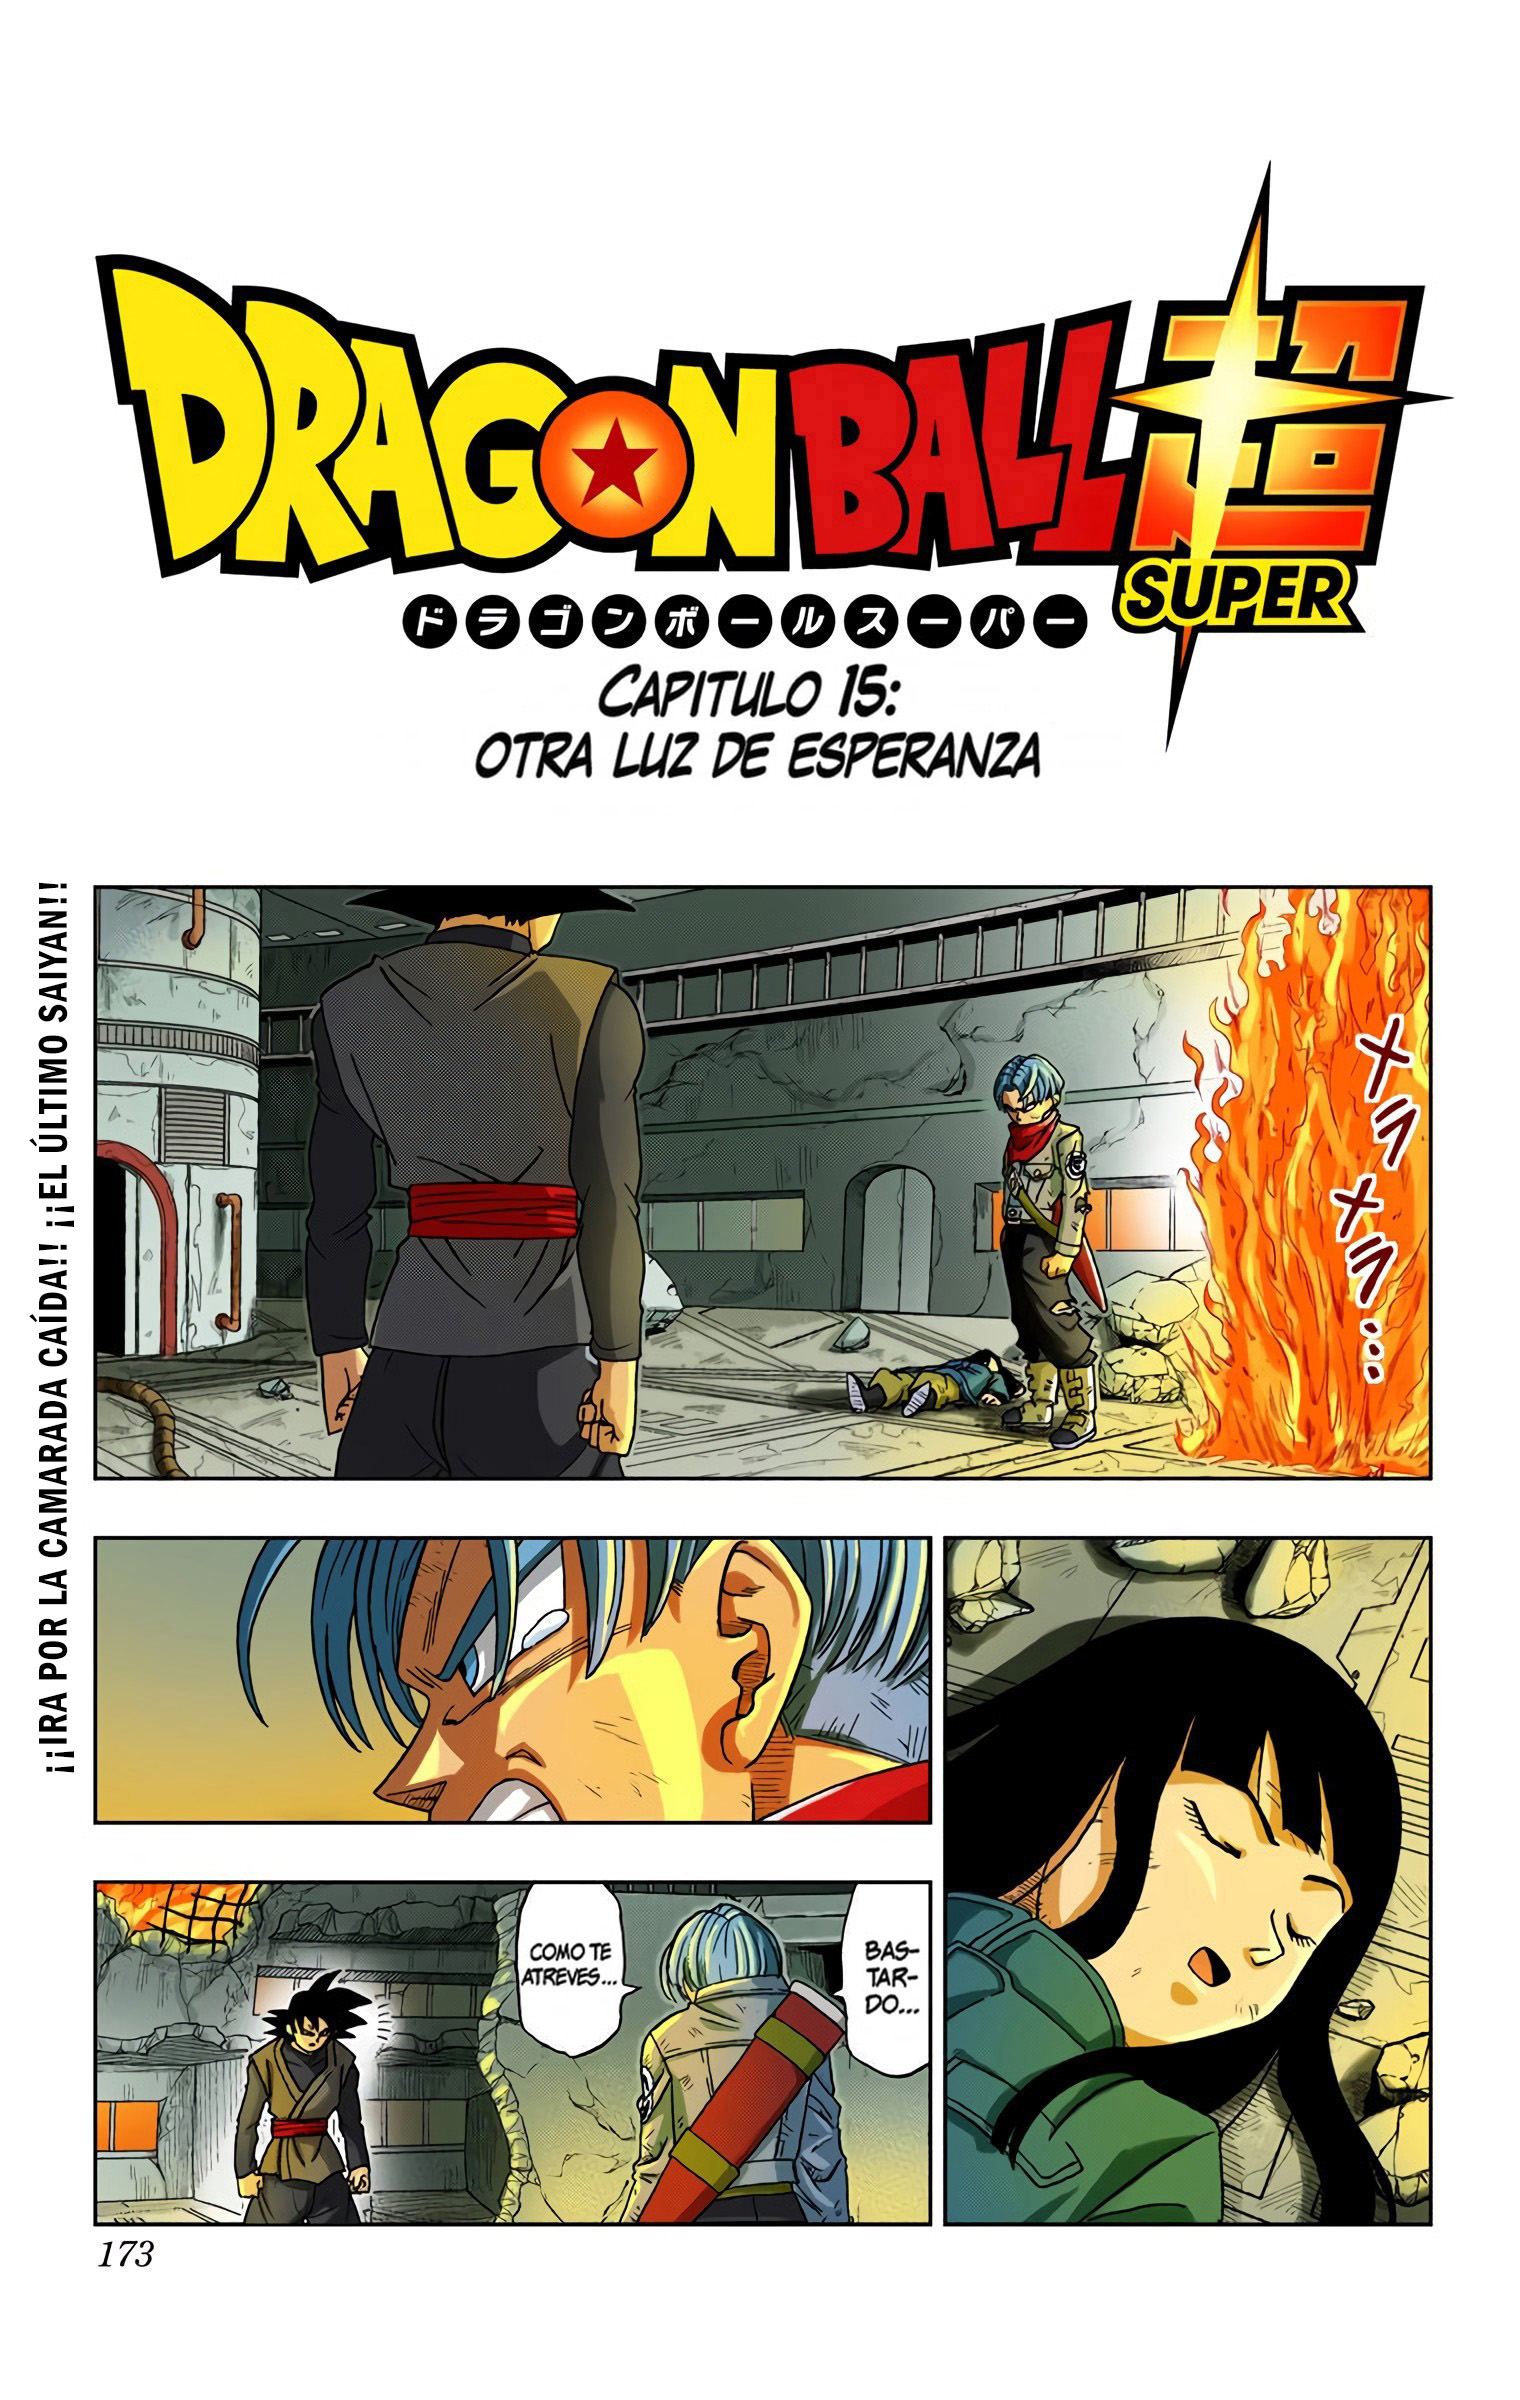 DRAGON BALL 超
SUPER
ドラゴンボールスーパー
CAPITULO 15:
OTRA LUZ DE ESPERANZA
¡¡IRA POR LA CAMARADA CAÍDA!! ¡¡EL ÚLTIMO SAIYAN!!
メラ
メラ...
BAS-
TAR-
DO...
COMO TE
ATREVES...
173